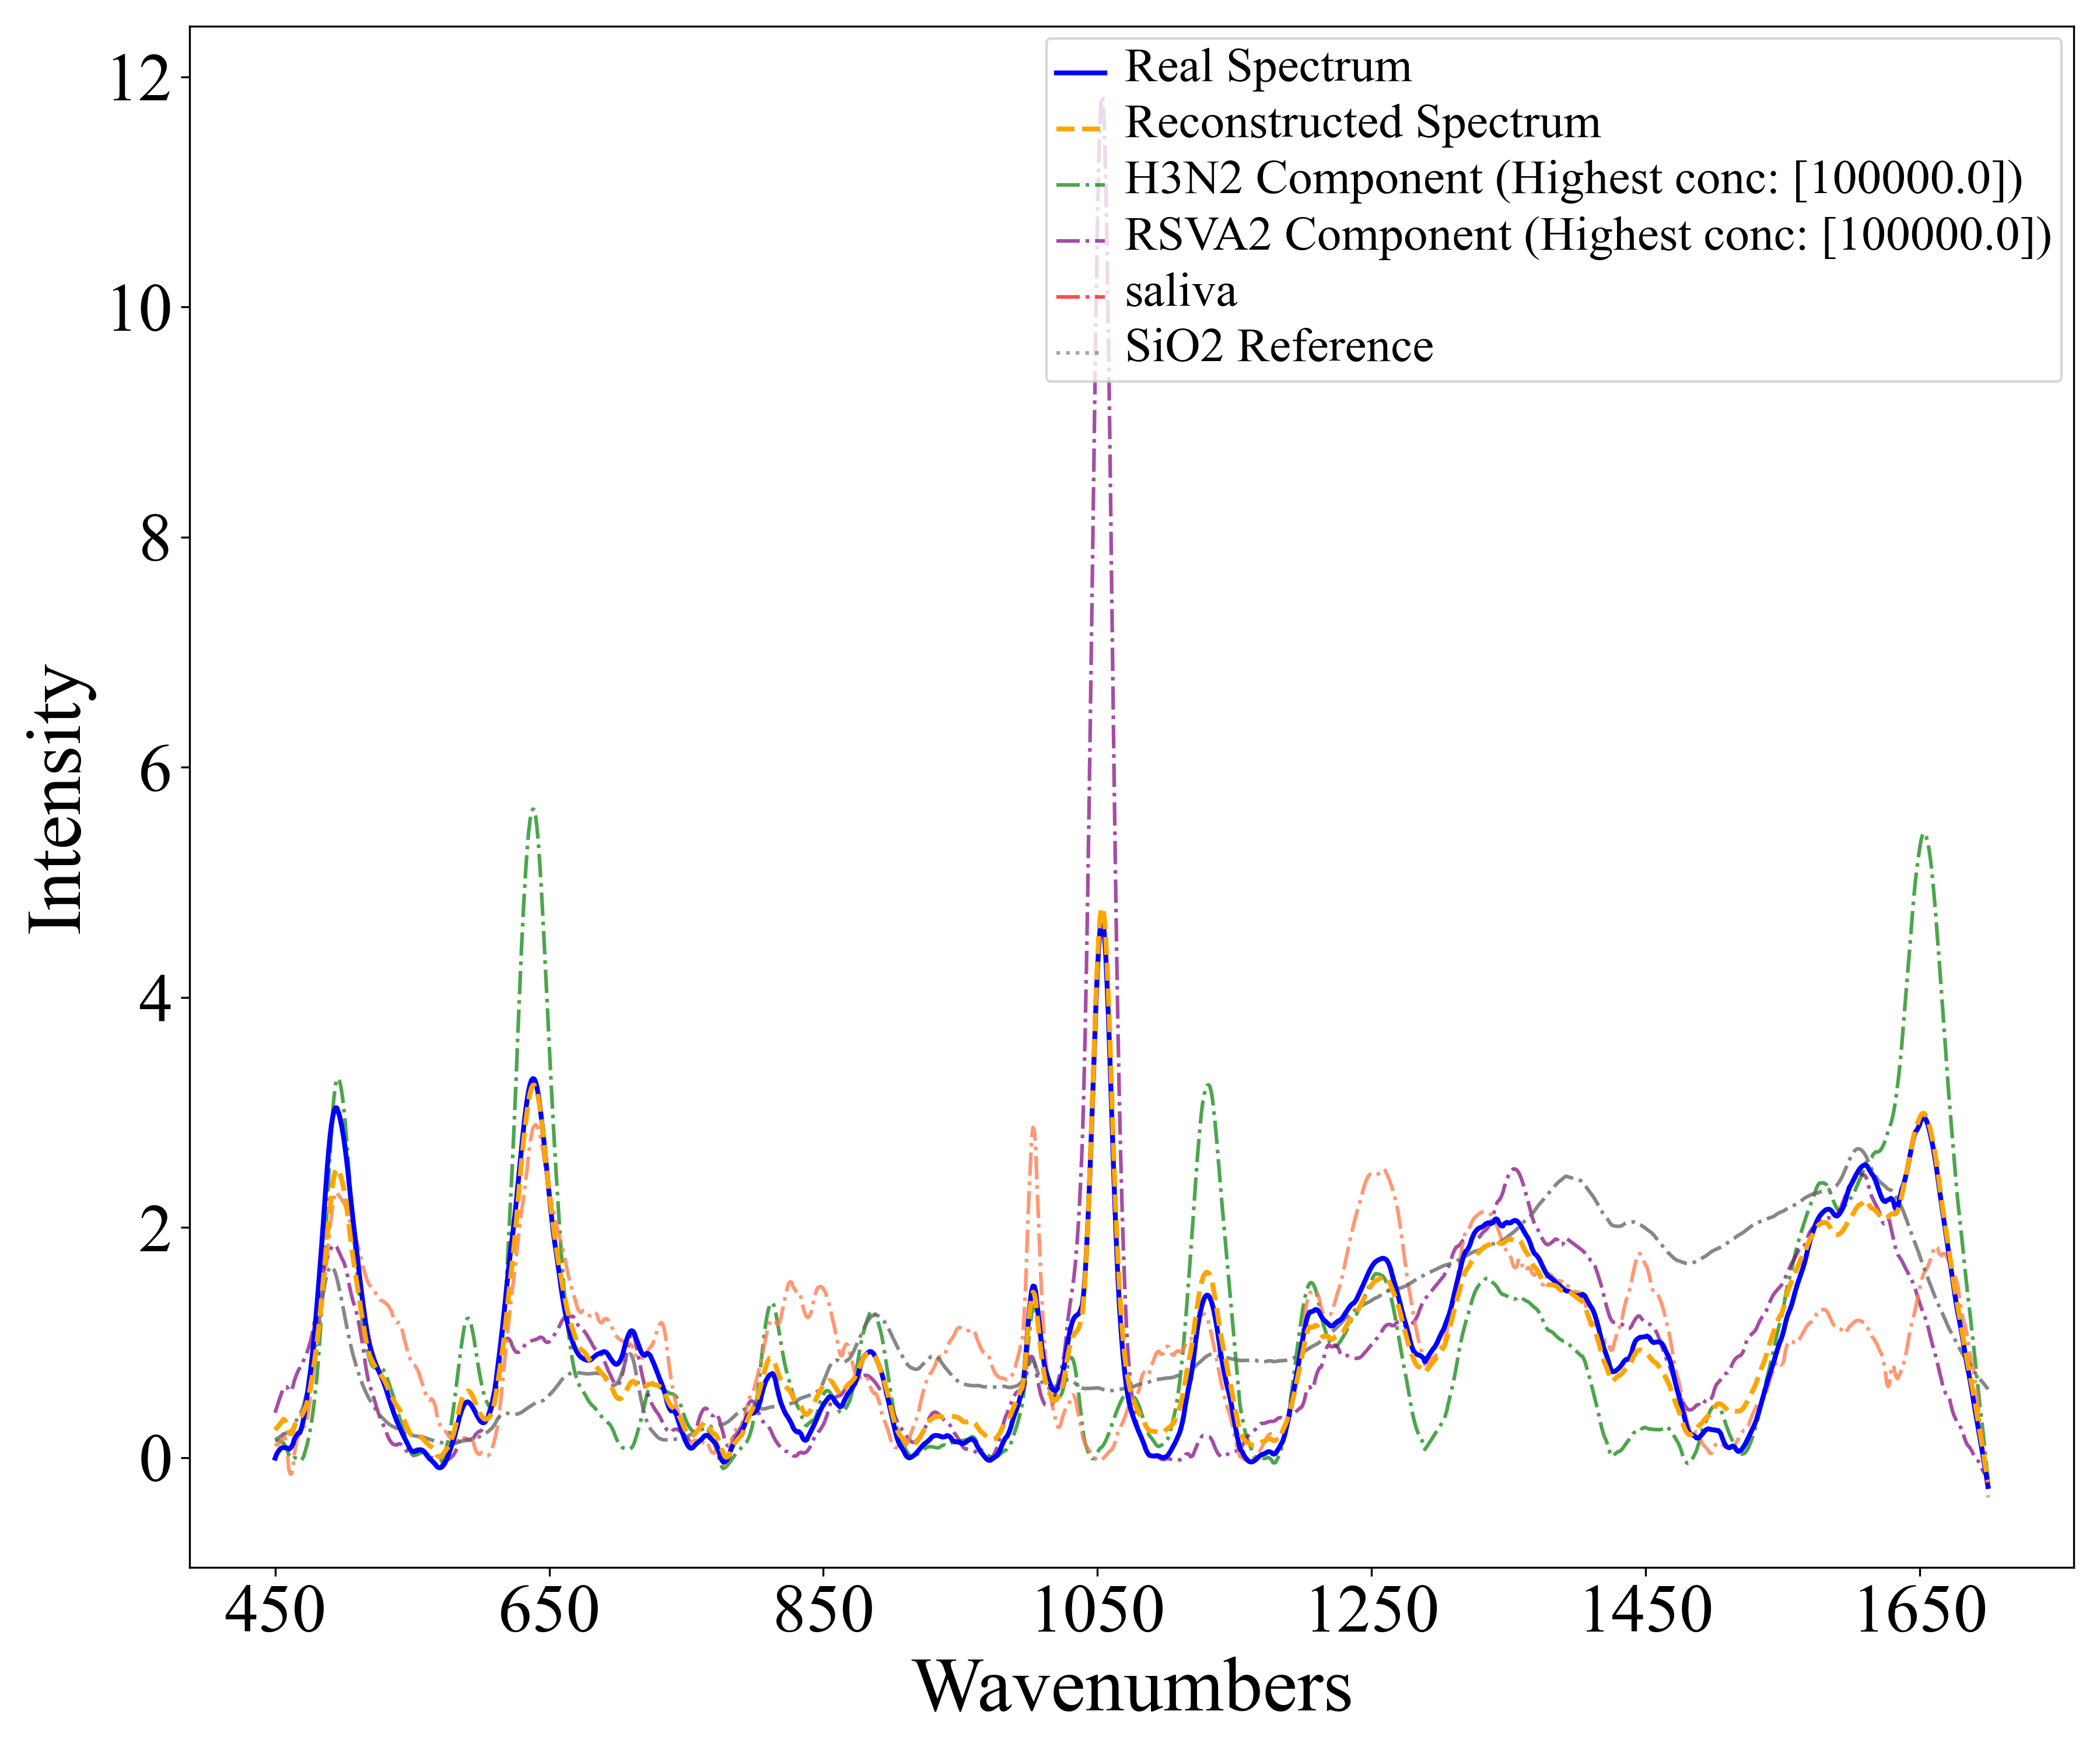 12
10
8
6
4
2
0
Intensity
Real Spectrum
Reconstructed Spectrum
H3N2 Component (Highest conc: [100000.0])
RSVA2 Component (Highest conc: [100000.0])
saliva
SiO2 Reference
450 650 850 1050 1250 1450 1650
Wavenumbers